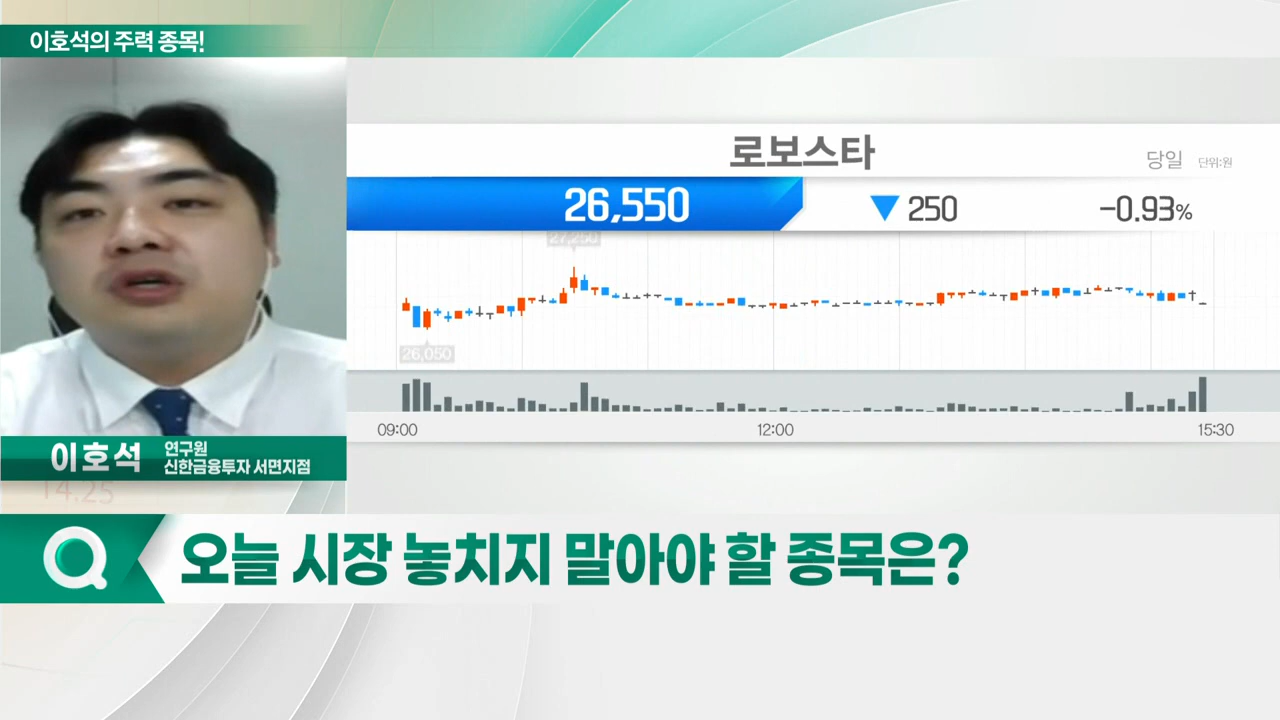 이호석의 주력 종목!
로보스타
당일 단위:원
26,550 ▼ 250 -0.93%
27,250
26,050
09:00 12:00 15:30
이호석 연구원
신한금융투자 서면지점
14.25
Q 오늘 시장 놓치지 말아야 할 종목은?